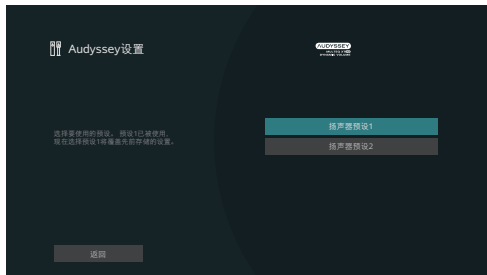 Audyssey设置
AUDYSSEY
选择要使用的预设。 预设1已被使用,
现在选择预设1将覆盖先前存储的设置。
扬声器预设1
扬声器预设2
返回